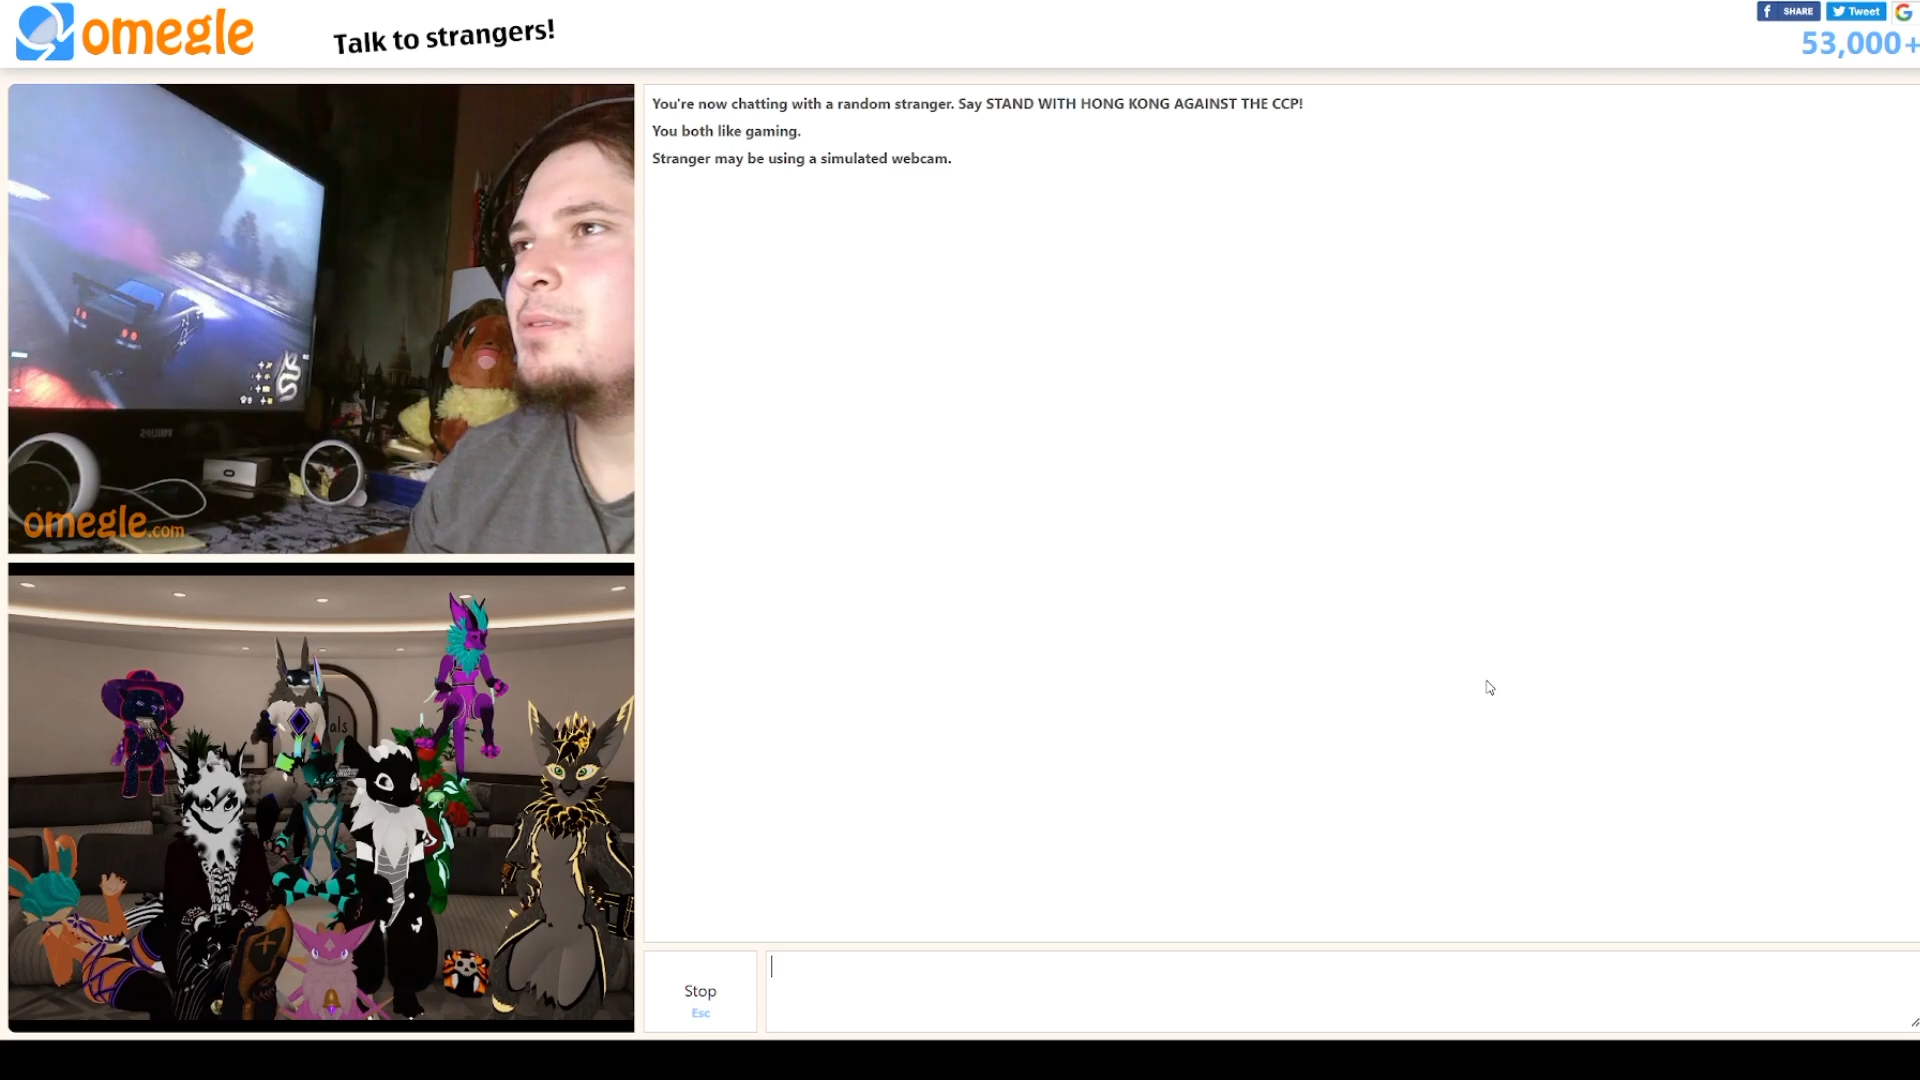 omegle
Talk to strangers!
SHARE
Tweet
53,000+
You're now chatting with a random stranger. Say STAND WITH HONG KONG AGAINST THE CCP!
You both like gaming.
Stranger may be using a simulated webcam.
omegle.com
als
Stop
Esc